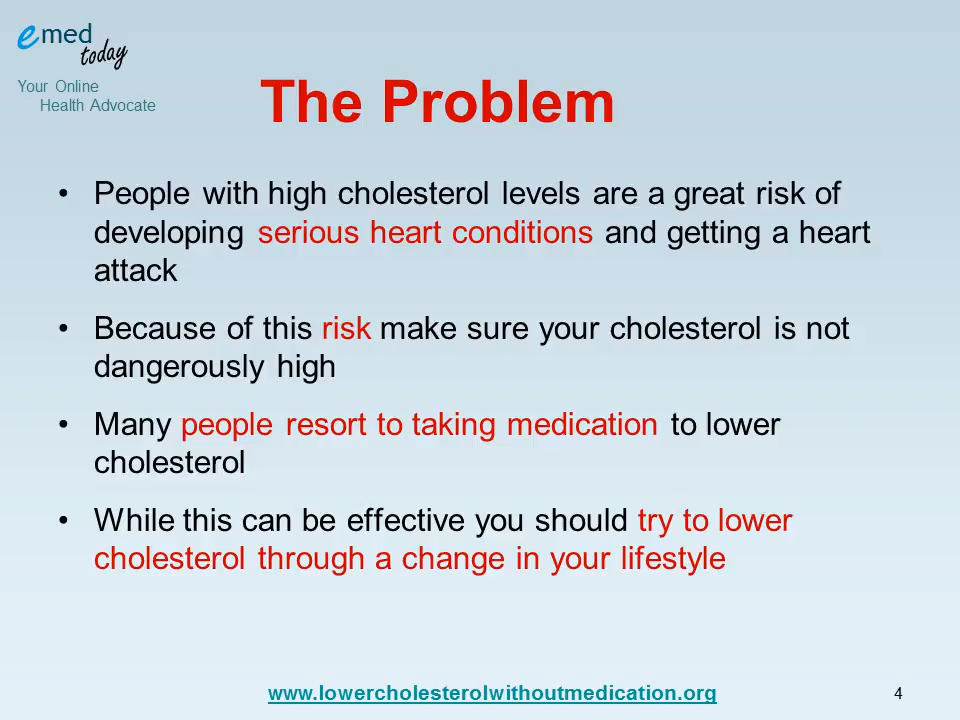 emed
today
Your Online
Health Advocate
The Problem
• People with high cholesterol levels are a great risk of
developing serious heart conditions and getting a heart
attack
• Because of this risk make sure your cholesterol is not
dangerously high
• Many people resort to taking medication to lower
cholesterol
• While this can be effective you should try to lower
cholesterol through a change in your lifestyle
www.lowercholesterolwithoutmedication.org
4